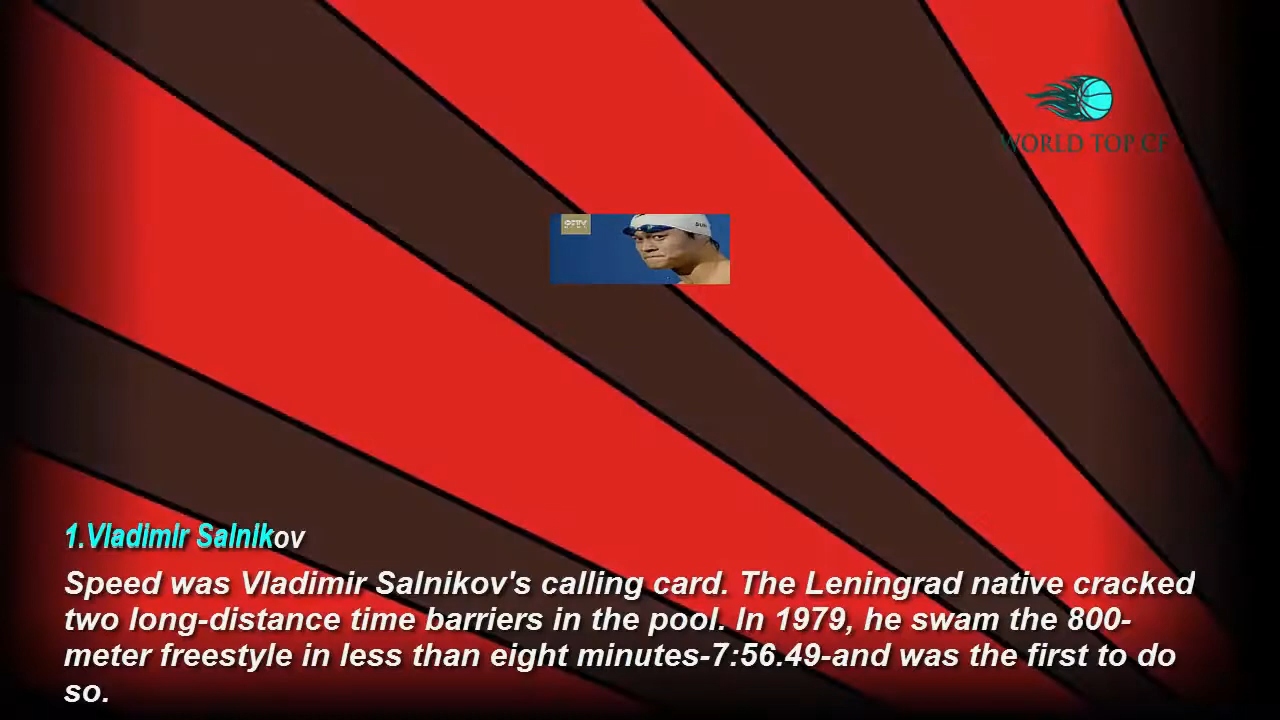 WORLD TOP.CF
1.Vladimir Salnikov
Speed was Vladimir Salnikov's calling card. The Leningrad native cracked
two long-distance time barriers in the pool. In 1979, he swam the 800-
meter freestyle in less than eight minutes-7:56.49-and was the first to do
so.